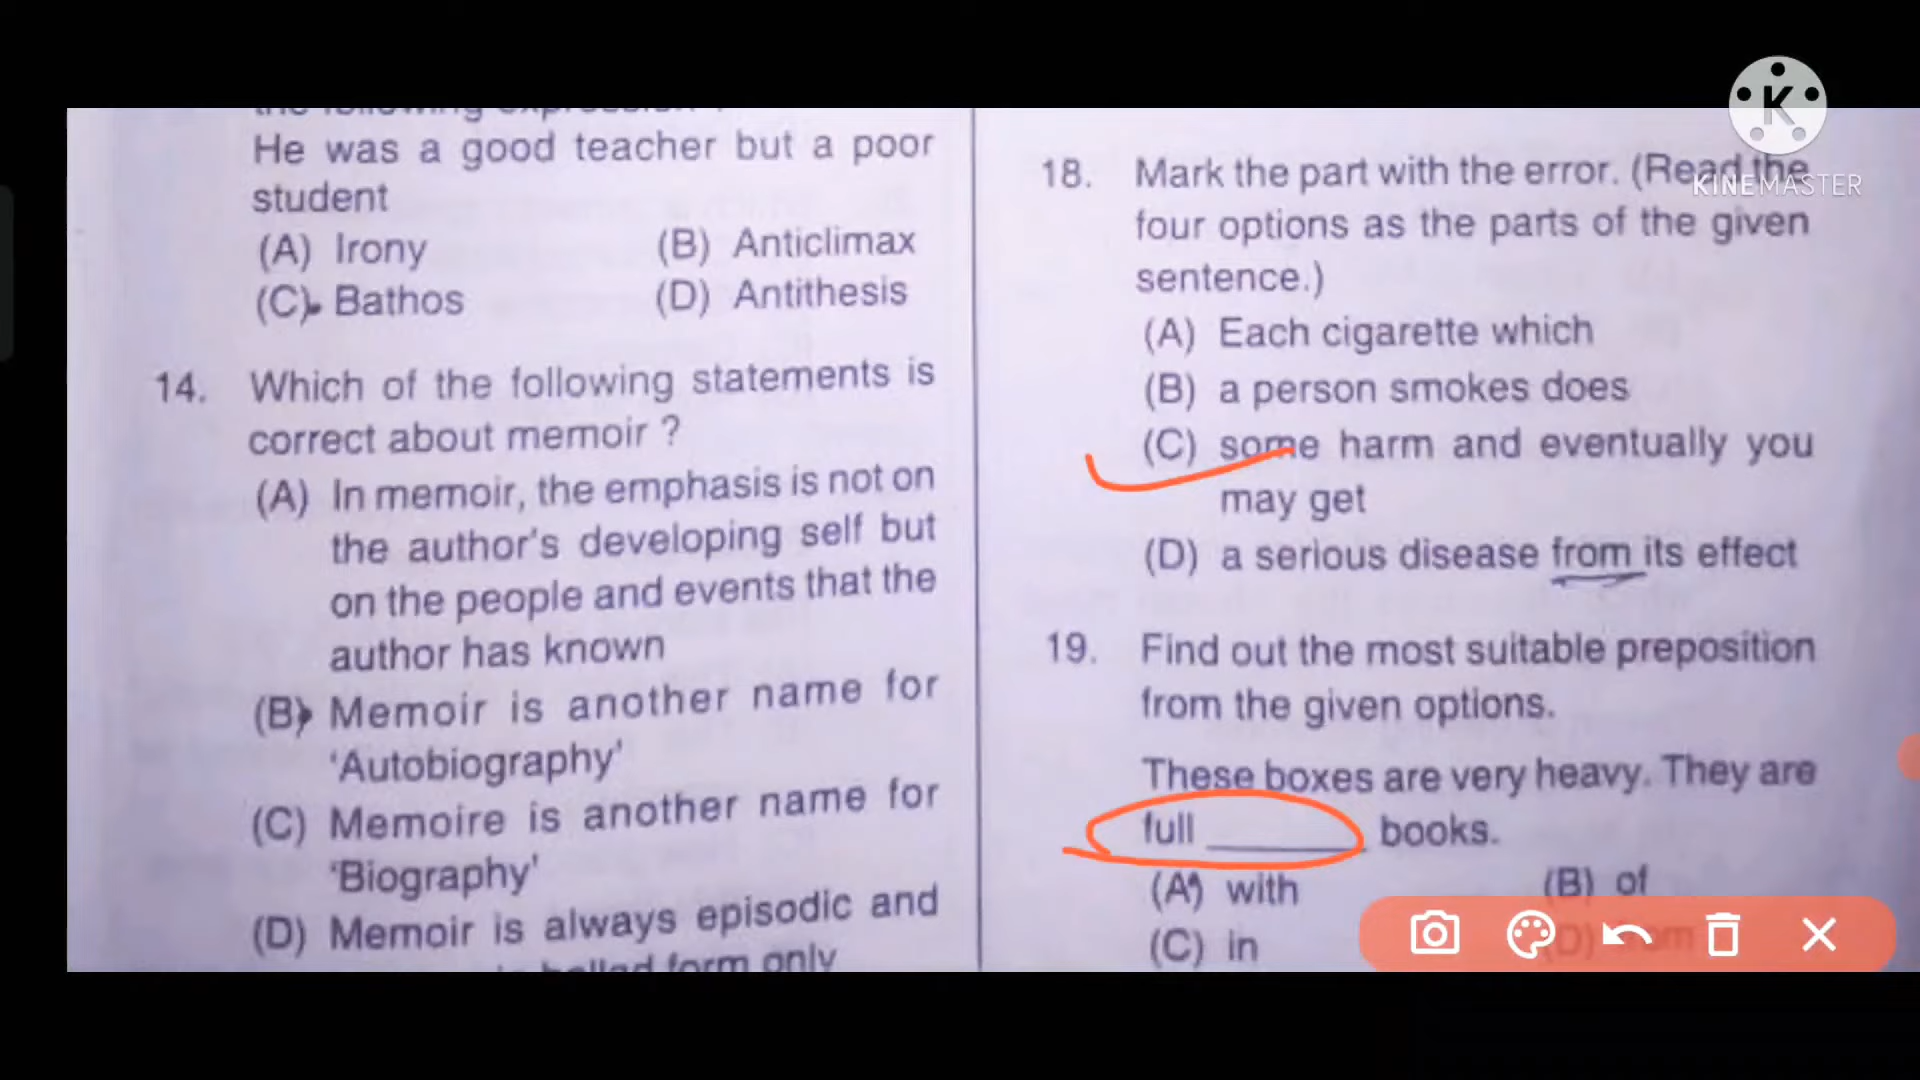 the following expression ?
He was a good teacher but a poor
student
(A) Irony
(B) Anticlimax
(C) Bathos
(D) Antithesis
14. Which of the following statements is
correct about memoir ?
(A) In memoir, the emphasis is not on
the author's developing self but
on the people and events that the
author has known
(B) Memoir is another name for
'Autobiography'
(C) Memoire is another name for
'Biography'
(D) Memoir is always episodic and
form only
18. Mark the part with the error. (Read the
four options as the parts of the given
sentence.)
(A) Each cigarette which
(B) a person smokes does
(C) some harm and eventually you
may get
(D) a serious disease from its effect
19. Find out the most suitable preposition
from the given options.
These boxes are very heavy. They are
full ______ books.
(A) with
(B) of
(C) in
(D) from
K
KINEMASTER